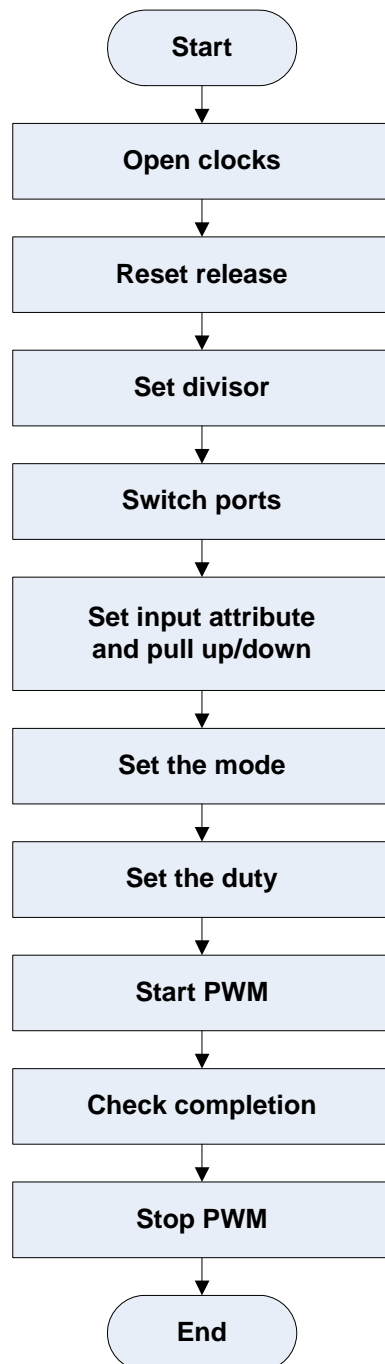 Start
Open clocks
Reset release
Set divisor
Switch ports
Set input attribute
and pull up/down
Set the mode
Set the duty
Start PWM
Check completion
Stop PWM
End